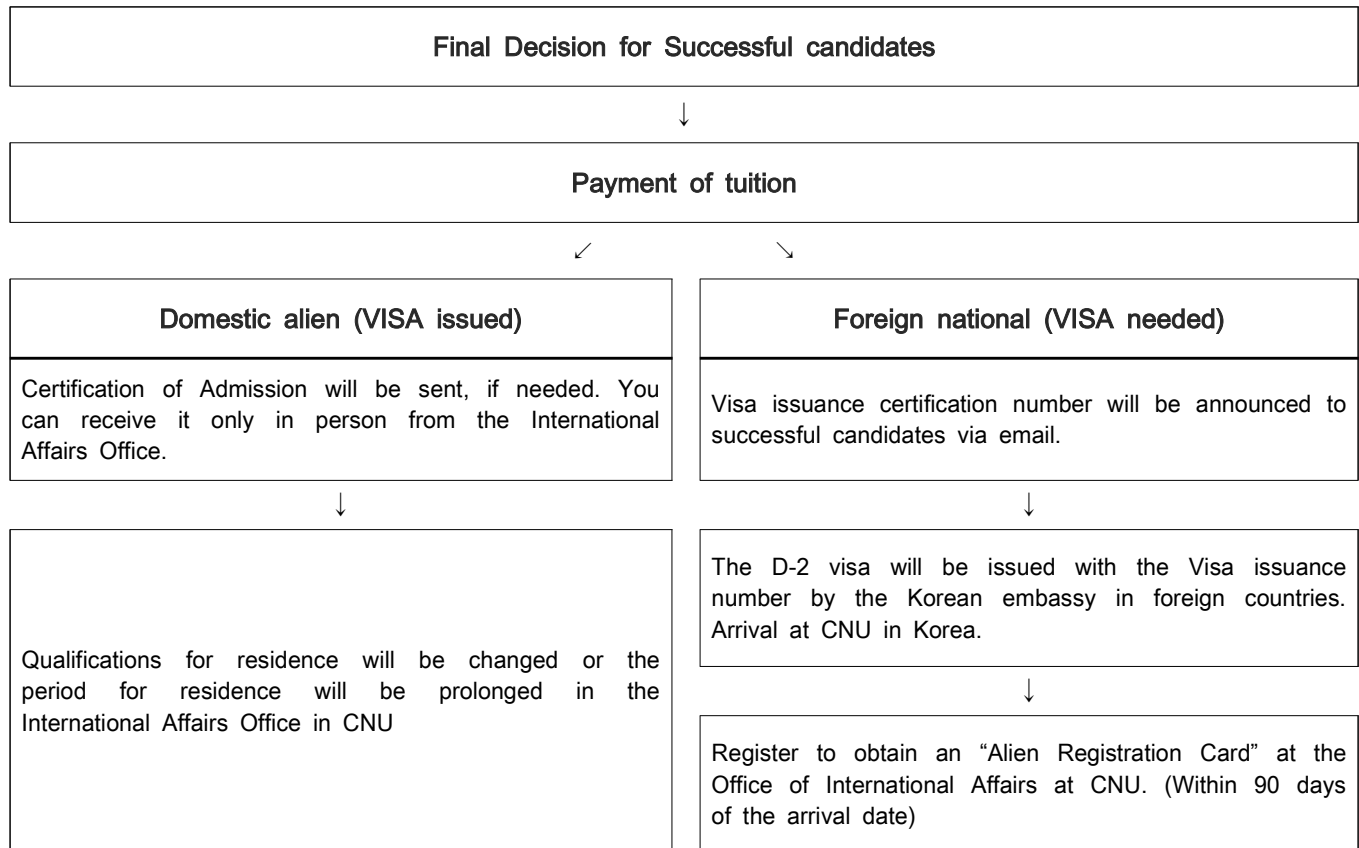 Final Decision for Successful candidates
↓
Payment of tuition
↙ ↘
Domestic alien (VISA issued)
Certification of Admission will be sent, if needed. You
can receive it only in person from the International
Affairs Office.
↓
Qualifications for residence will be changed or the
period for residence will be prolonged in the
International Affairs Office in CNU
Foreign national (VISA needed)
Visa issuance certification number will be announced to
successful candidates via email.
↓
The D-2 visa will be issued with the Visa issuance
number by the Korean embassy in foreign countries.
Arrival at CNU in Korea.
↓
Register to obtain an “Alien Registration Card” at the
Office of International Affairs at CNU. (Within 90 days
of the arrival date)